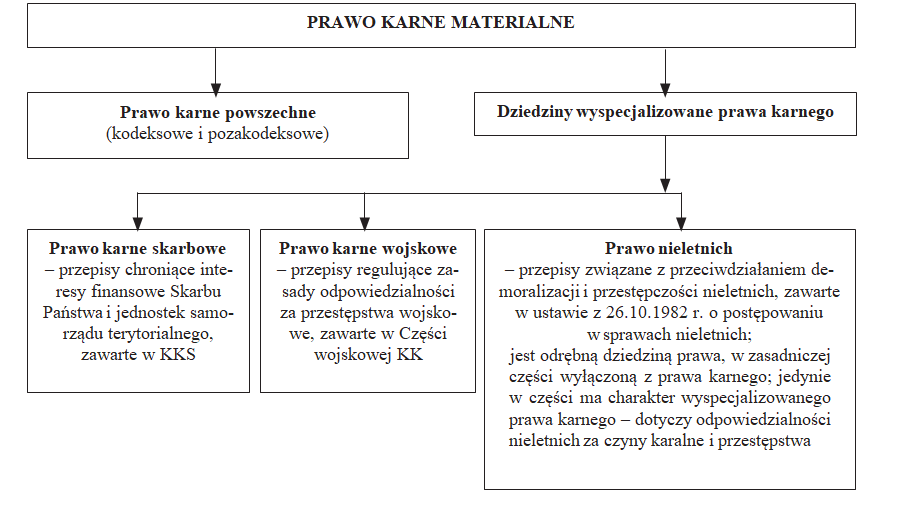 PRAWO KARNE MATERIALNE
Prawo karne powszechne
(kodeksowe i pozakodeksowe)
Dziedziny wyspecjalizowane prawa karnego
Prawo karne skarbowe
– przepisy chroniące inte-
resy finansowe Skarbu
Państwa i jednostek samo-
rządu terytorialnego,
zawarte w KKS
Prawo karne wojskowe
– przepisy regulujące za-
sady odpowiedzialności
za przestępstwa wojsko-
we, zawarte w Części
wojskowej KK
Prawo nieletnich
– przepisy związane z przeciwdziałaniem de-
moralizacji i przestępczości nieletnich, zawarte
w ustawie z 26.10.1982 r. o postępowaniu
w sprawach nieletnich;
jest odrębną dziedziną prawa, w zasadniczej
części wyłączoną z prawa karnego; jedynie
w części ma charakter wyspecjalizowanego
prawa karnego – dotyczy odpowiedzialności
nieletnich za czyny karalne i przestępstwa